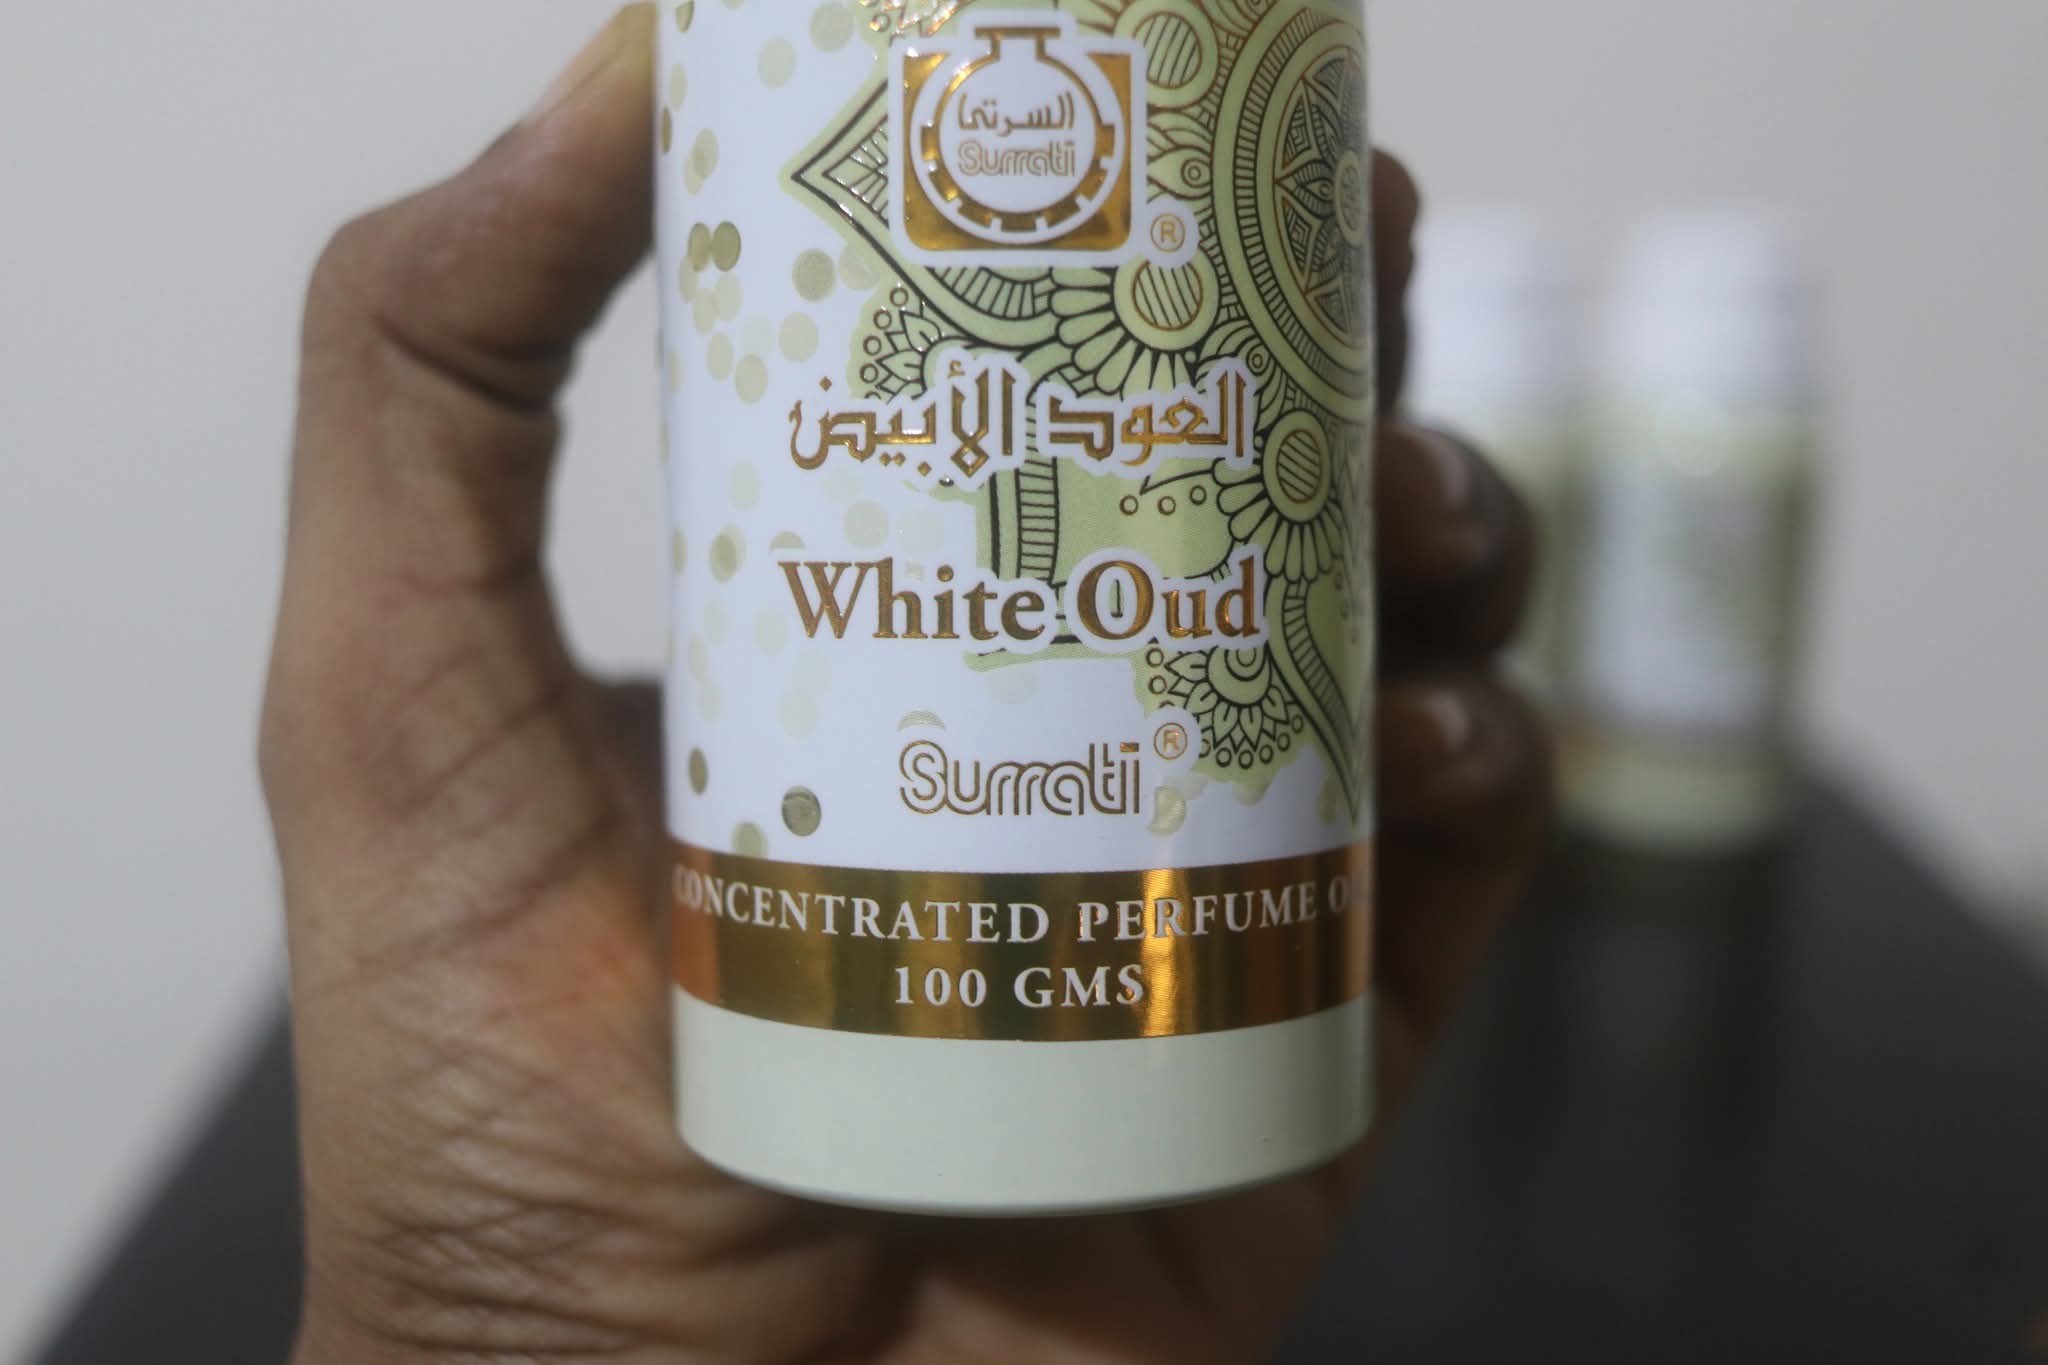 السرتي
Surrati
®
العود الأبيض
White Oud
Surrati ®
CONCENTRATED PERFUME
100 GMS